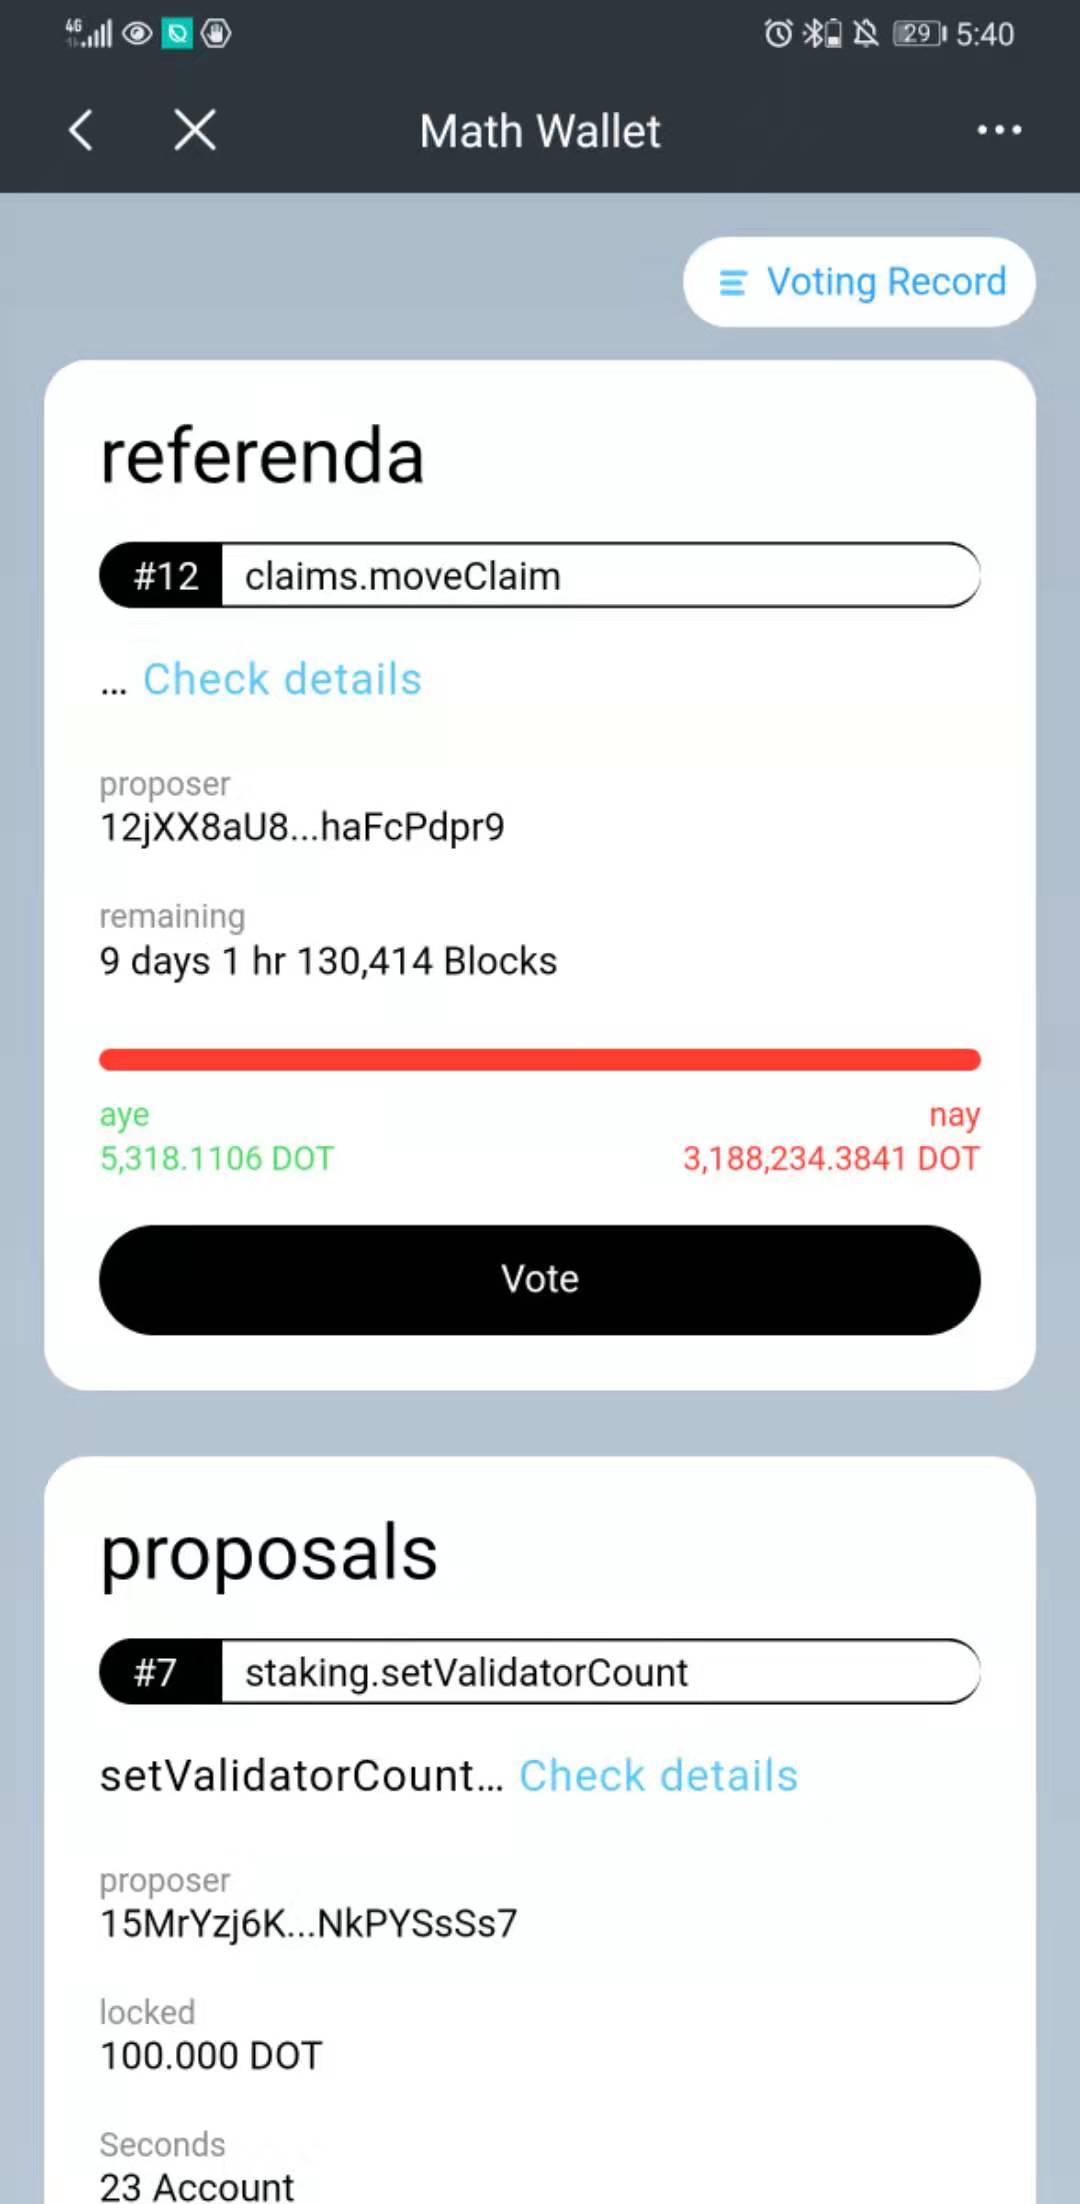 4G 29 5:40
Math Wallet
Voting Record
referenda
#12 claims.moveClaim
... Check details
proposer
12jXX8aU8...haFcPdpr9
remaining
9 days 1 hr 130,414 Blocks
aye nay
5,318.1106 DOT 3,188,234.3841 DOT
Vote
proposals
#7 staking.setValidatorCount
setValidatorCount... Check details
proposer
15MrYzj6K...NkPYSsSs7
locked
100.000 DOT
Seconds
23 Account